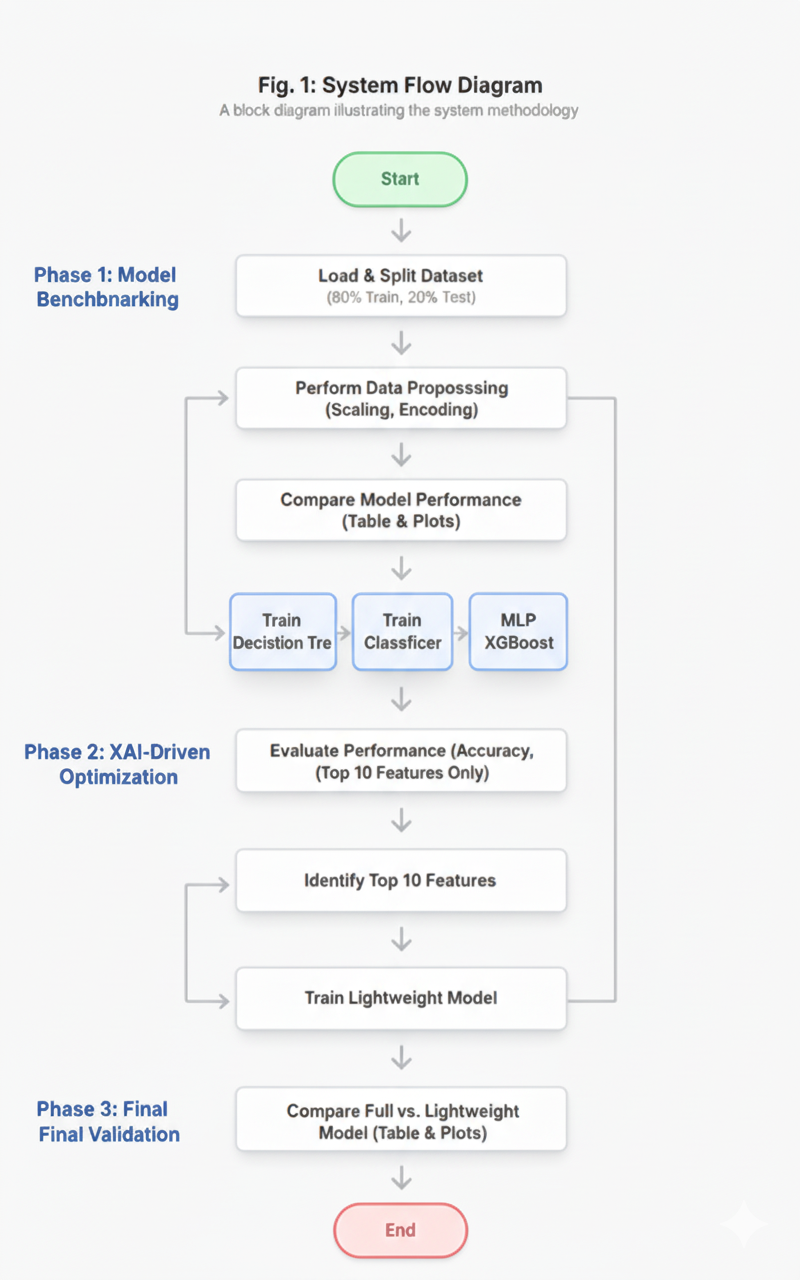 Fig. 1: System Flow Diagram
A block diagram illustrating the system methodology
Start
Phase 1: Model
Benchbnarking
Load & Split Dataset
(80% Train, 20% Test)
Perform Data Proposssing
(Scaling, Encoding)
Compare Model Performance
(Table & Plots)
Train
Decistion Tre
Train
Classficer
MLP
XGBoost
Phase 2: XAI-Driven
Optimization
Evaluate Performance (Accuracy,
(Top 10 Features Only)
Identify Top 10 Features
Train Lightweight Model
Phase 3: Final
Final Validation
Compare Full vs. Lightweight
Model (Table & Plots)
End